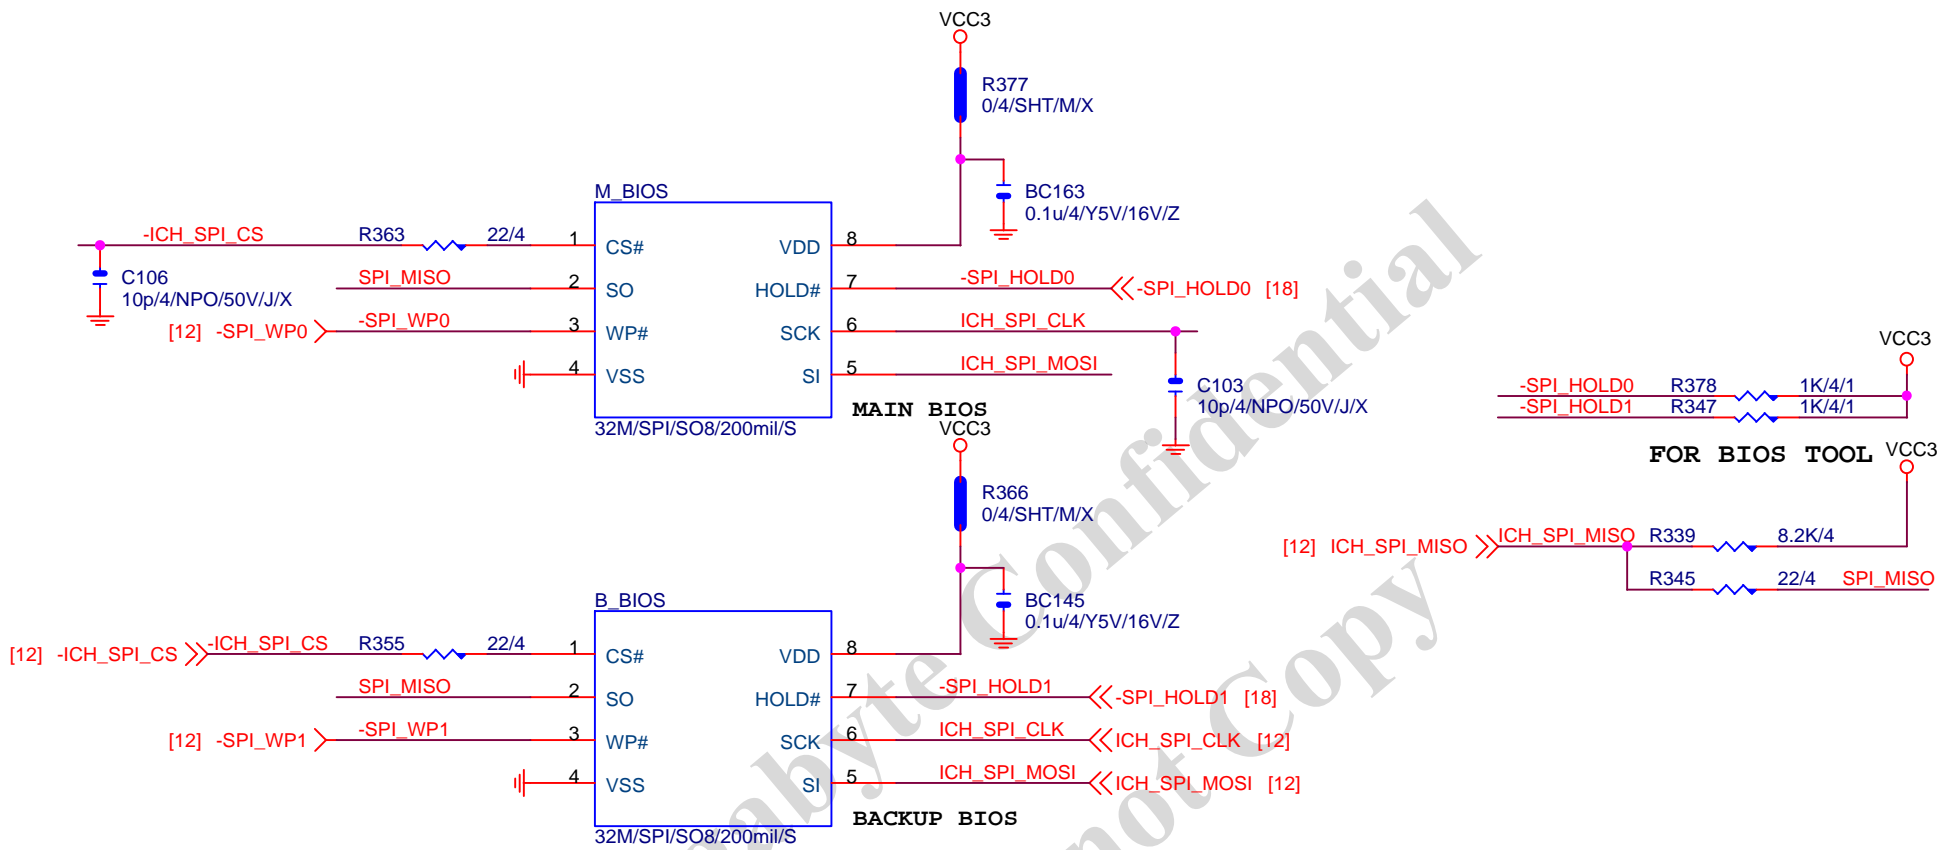 VCC3
R377
0/4/SHT/M/X
BC163
0.1u/4/Y5V/16V/Z
M_BIOS
-ICH_SPI_CS R363 22/4 1 CS# VDD 8
C106
10p/4/NPO/50V/J/X
SPI_MISO 2 SO HOLD# 7 -SPI_HOLD0 -SPI_HOLD0 [18]
[12] -SPI_WP0 -SPI_WP0 3 WP# SCK 6 ICH_SPI_CLK
4 VSS SI 5 ICH_SPI_MOSI
C103
10p/4/NPO/50V/J/X
MAIN BIOS
32M/SPI/SO8/200mil/S
VCC3
-SPI_HOLD0 R378 1K/4/1
-SPI_HOLD1 R347 1K/4/1
FOR BIOS TOOL
VCC3
[12] ICH_SPI_MISO ICH_SPI_MISO R339 8.2K/4
R345 22/4 SPI_MISO
VCC3
R366
0/4/SHT/M/X
BC145
0.1u/4/Y5V/16V/Z
B_BIOS
[12] -ICH_SPI_CS -ICH_SPI_CS R355 22/4 1 CS# VDD 8
SPI_MISO 2 SO HOLD# 7 -SPI_HOLD1 -SPI_HOLD1 [18]
[12] -SPI_WP1 -SPI_WP1 3 WP# SCK 6 ICH_SPI_CLK ICH_SPI_CLK [12]
4 VSS SI 5 ICH_SPI_MOSI ICH_SPI_MOSI [12]
BACKUP BIOS
32M/SPI/SO8/200mil/S
Confidential
not Copy